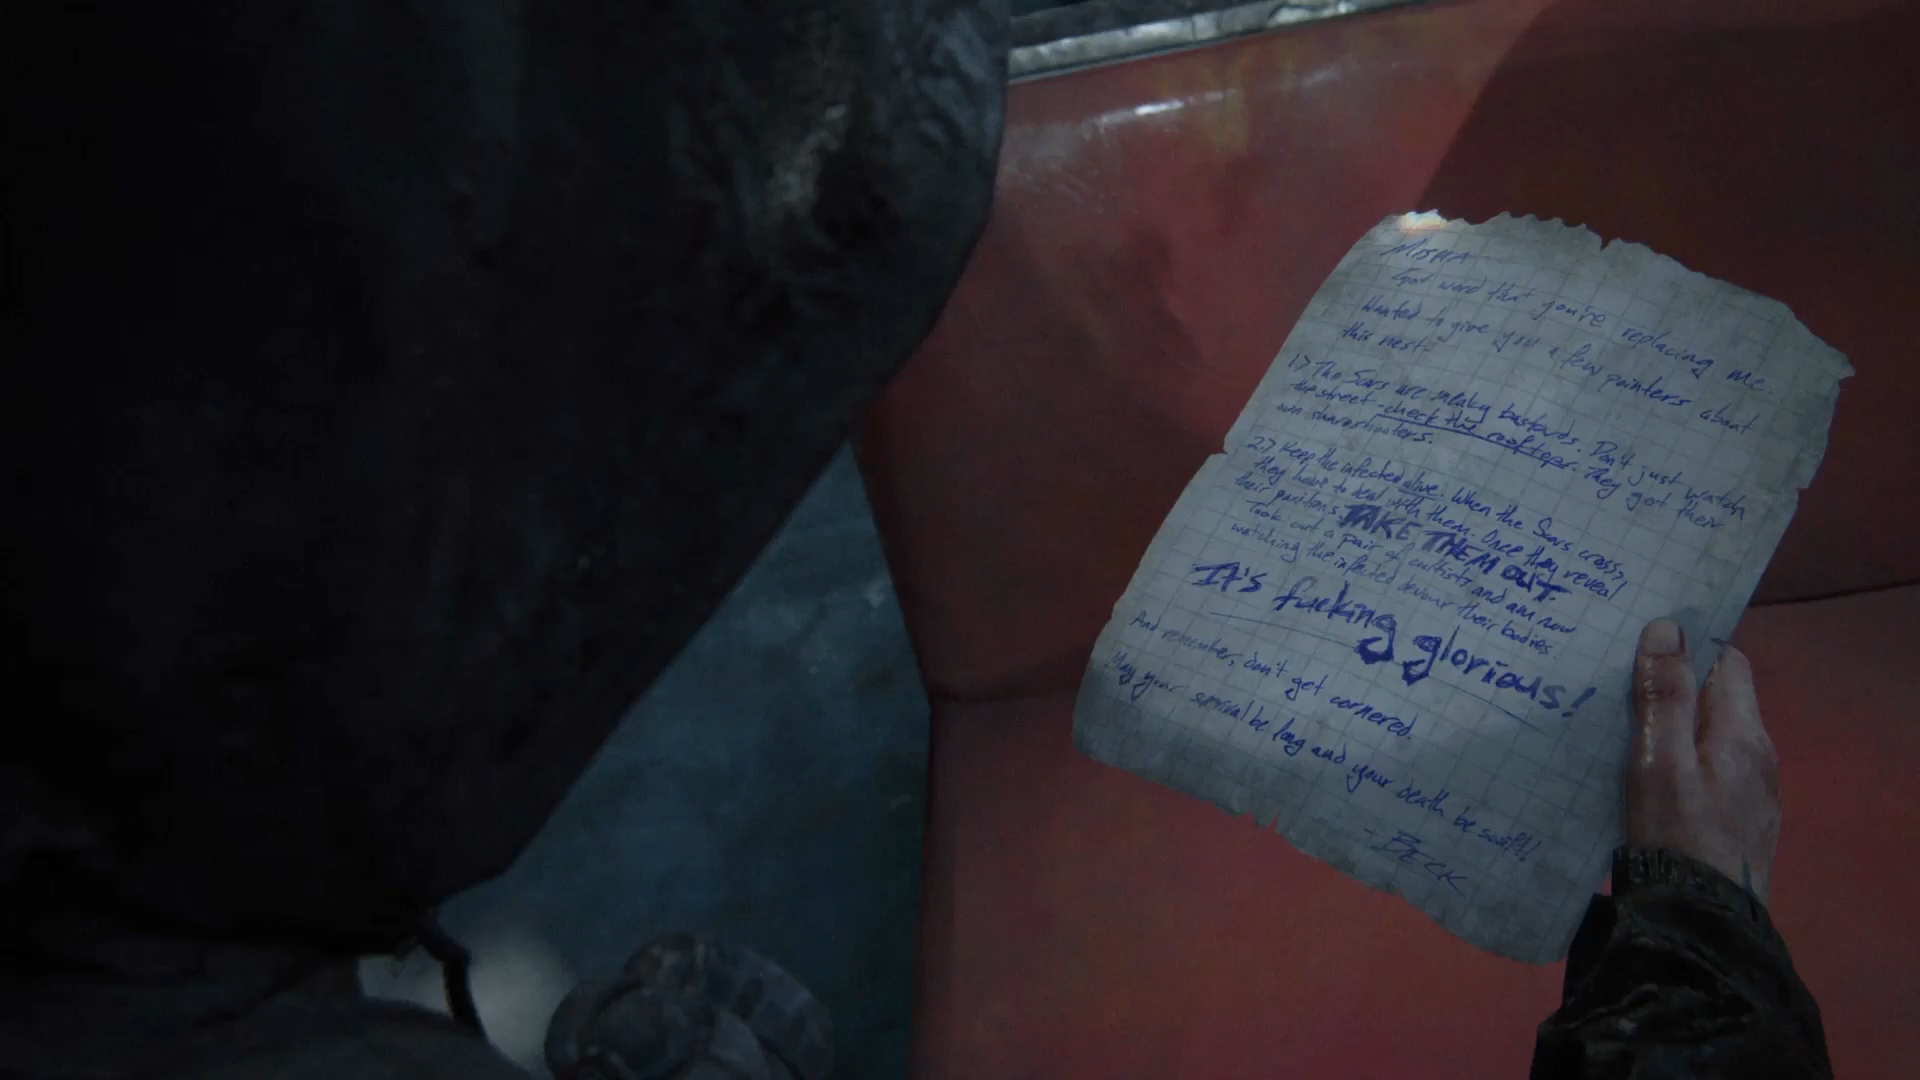 MISHA
Got word that you're replacing me.
Wanted to give you a few pointers about
this nest:
1) The Scars are sneaky bastards. Don't just watch
the street - check the rooftops. They got their
own sharpshooters.
2) Keep the infected alive. When the Scars cross,
they have to deal with them. Once they reveal
their positions, TAKE THEM OUT.
Took out a pair of cultists and am now
watching the infected devour their bodies.
It's fucking glorious!
And remember, don't get cornered.
May your survival be long and your death be swift!
- BECK